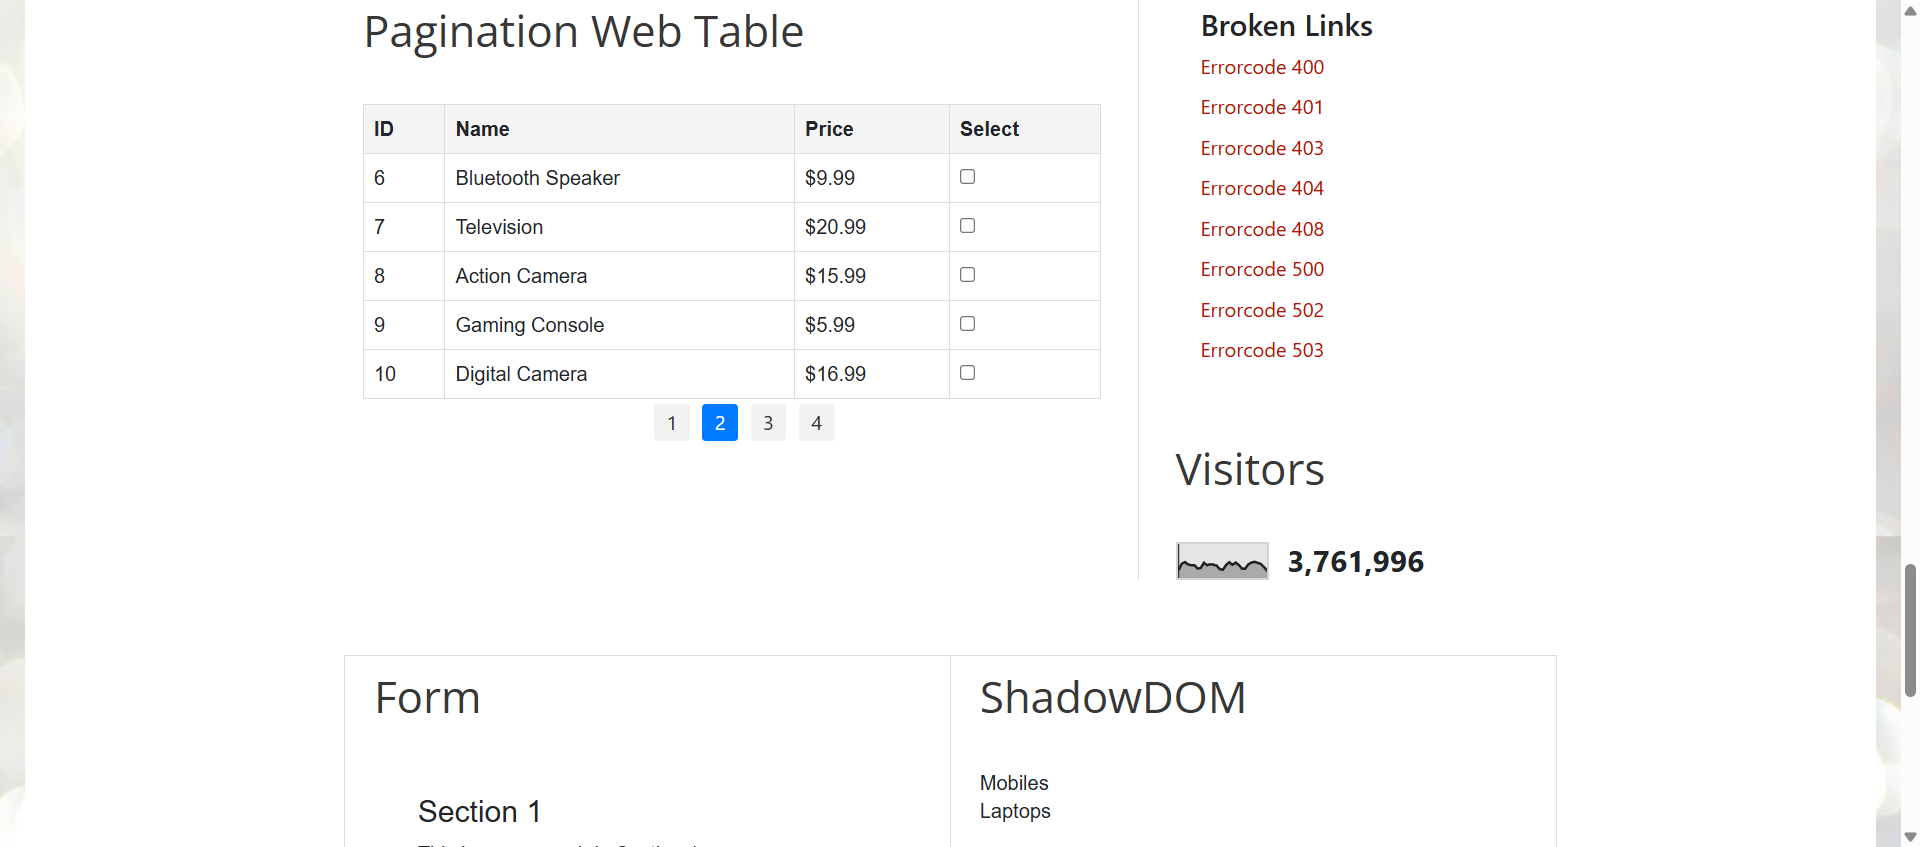 Pagination Web Table
ID Name Price Select
6 Bluetooth Speaker $9.99
7 Television $20.99
8 Action Camera $15.99
9 Gaming Console $5.99
10 Digital Camera $16.99
1 2 3 4
Broken Links
Errorcode 400
Errorcode 401
Errorcode 403
Errorcode 404
Errorcode 408
Errorcode 500
Errorcode 502
Errorcode 503
Visitors
3,761,996
Form
Section 1
ShadowDOM
Mobiles
Laptops